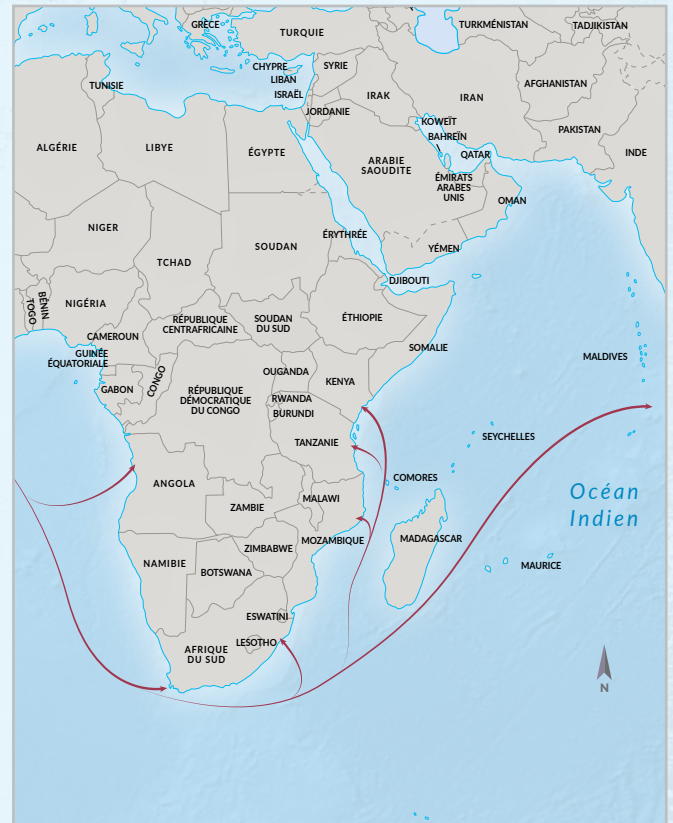 GRÈCE
TURQUIE
TURKMÉNISTAN
TADJIKISTAN
CHYPRE
SYRIE
LIBAN
TUNISIE
ISRAËL
IRAK
IRAN
AFGHANISTAN
JORDANIE
KOWEÏT
BAHREÏN
PAKISTAN
ALGÉRIE
LIBYE
ÉGYPTE
ARABIE
SAOUDITE
QATAR
INDE
ÉMIRATS
ARABES
UNIS
OMAN
NIGER
ÉRYTHRÉE
SOUDAN
YÉMEN
TCHAD
DJIBOUTI
TOGO
BÉNIN
NIGÉRIA
RÉPUBLIQUE
CENTRAFRICAINE
SOUDAN
DU SUD
ÉTHIOPIE
CAMEROUN
SOMALIE
GUINÉE
ÉQUATORIALE
MALDIVES
OUGANDA
KENYA
GABON
CONGO
RÉPUBLIQUE
DÉMOCRATIQUE
DU CONGO
RWANDA
BURUNDI
TANZANIE
SEYCHELLES
ANGOLA
COMORES
Océan
Indien
MALAWI
ZAMBIE
MOZAMBIQUE
MADAGASCAR
ZIMBABWE
NAMIBIE
BOTSWANA
MAURICE
ESWATINI
LESOTHO
AFRIQUE
DU SUD
N